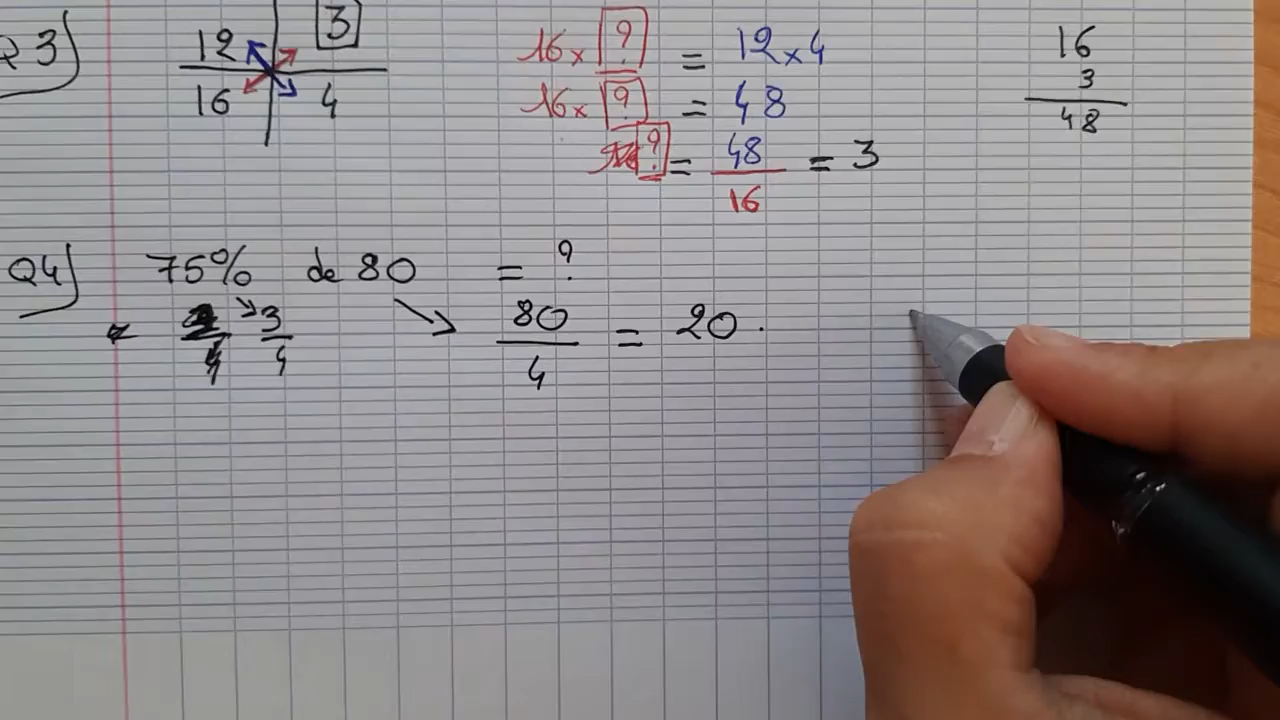 Q3)
12 3
16 4
16 × ? = 12 × 4
16 × ? = 48
? = 48/16 = 3
16
3
48
Q4) 75% de 80 = ?
3/4 80/4 = 20.